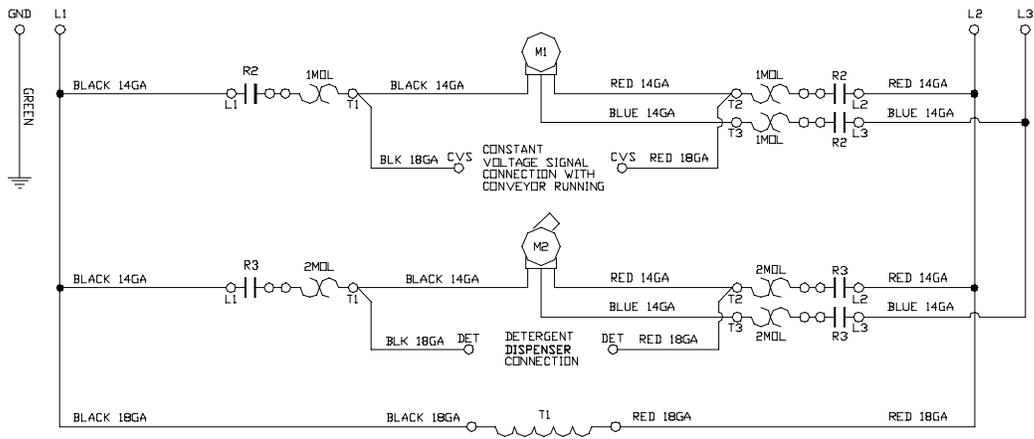 GND
L1
L2
L3
GREEN
M1
BLACK 14GA
R2
1MOL
BLACK 14GA
RED 14GA
1MOL
R2
RED 14GA
L1
T1
T2
L2
BLUE 14GA
BLUE 14GA
T3
1MOL
R2
L3
BLK 18GA
CVS
CONSTANT
VOLTAGE SIGNAL
CONNECTION WITH
CONVEYOR RUNNING
CVS
RED 18GA
M2
BLACK 14GA
R3
2MOL
BLACK 14GA
RED 14GA
2MOL
R3
RED 14GA
L1
T1
T2
L2
BLUE 14GA
BLUE 14GA
T3
2MOL
R3
L3
BLK 18GA
DET
DETERGENT
DISPENSER
CONNECTION
DET
RED 18GA
BLACK 18GA
BLACK 18GA
T1
RED 18GA
RED 18GA